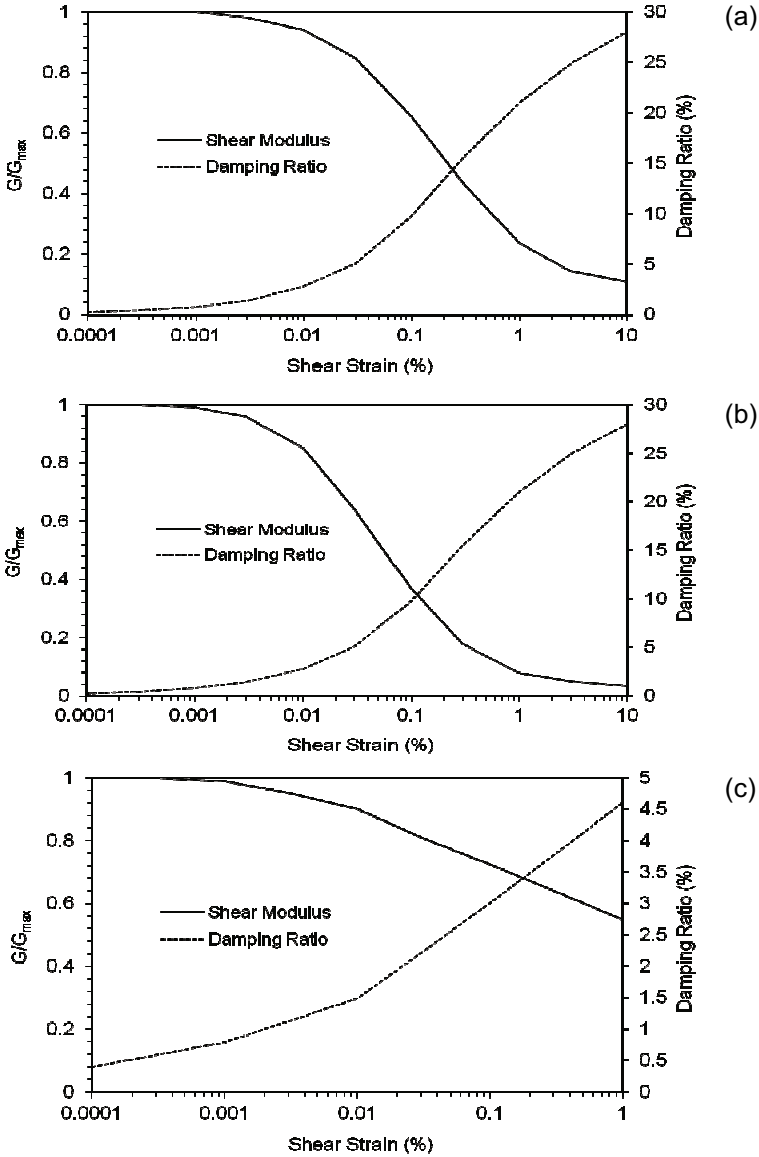 (a)
1
0.8
0.6
0.4
0.2
0
G/Gmax
30
25
20
15
10
5
0
Damping Ratio (%)
Shear Modulus
Damping Ratio
0.0001 0.001 0.01 0.1 1 10
Shear Strain (%)
(b)
1
0.8
0.6
0.4
0.2
0
G/Gmax
30
25
20
15
10
5
0
Damping Ratio (%)
Shear Modulus
Damping Ratio
0.0001 0.001 0.01 0.1 1 10
Shear Strain (%)
(c)
1
0.8
0.6
0.4
0.2
0
G/Gmax
5
4.5
4
3.5
3
2.5
2
1.5
1
0.5
0
Damping Ratio (%)
Shear Modulus
Damping Ratio
0.0001 0.001 0.01 0.1 1
Shear Strain (%)